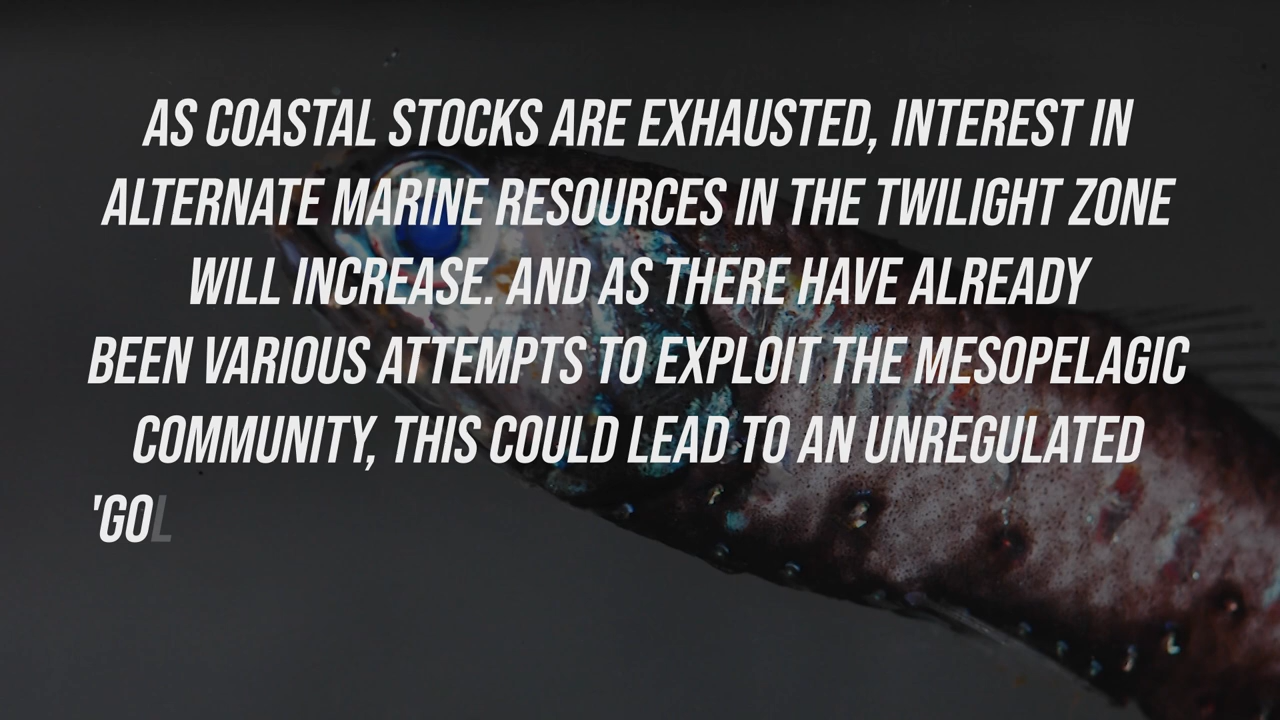 AS COASTAL STOCKS ARE EXHAUSTED, INTEREST IN
ALTERNATE MARINE RESOURCES IN THE TWILIGHT ZONE
WILL INCREASE. AND AS THERE HAVE ALREADY
BEEN VARIOUS ATTEMPTS TO EXPLOIT THE MESOPELAGIC
COMMUNITY, THIS COULD LEAD TO AN UNREGULATED
'GOL